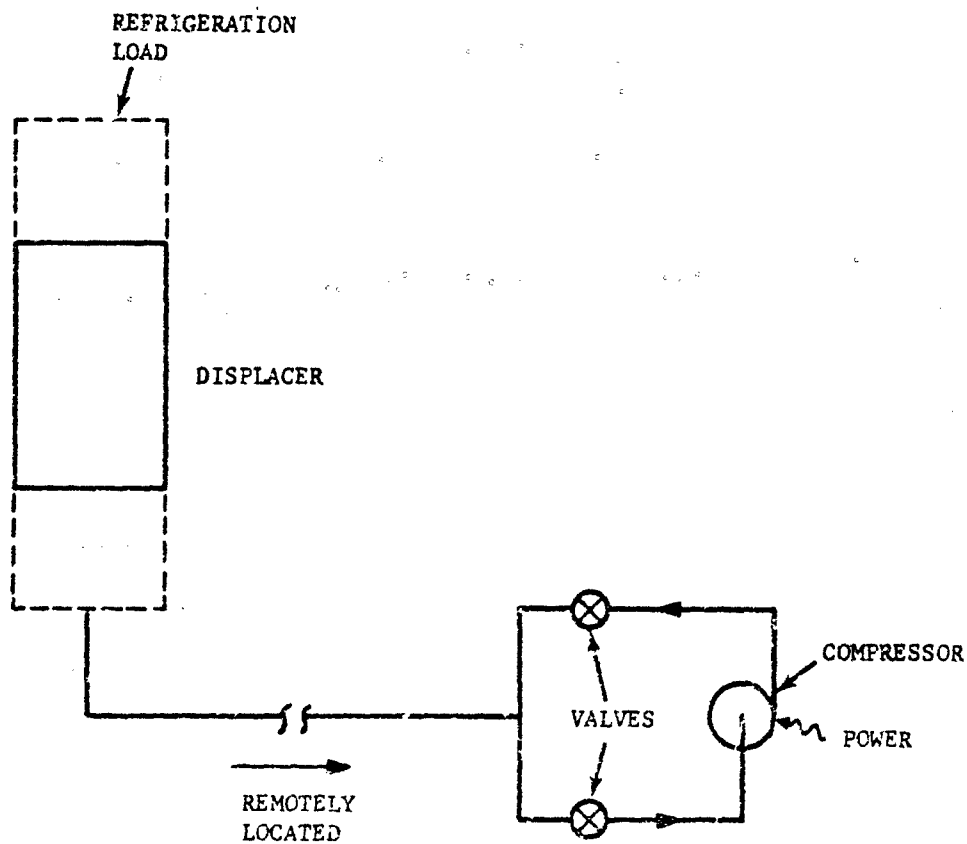 REFRIGERATION
LOAD
DISPLACER
COMPRESSOR
VALVES
POWER
REMOTELY
LOCATED